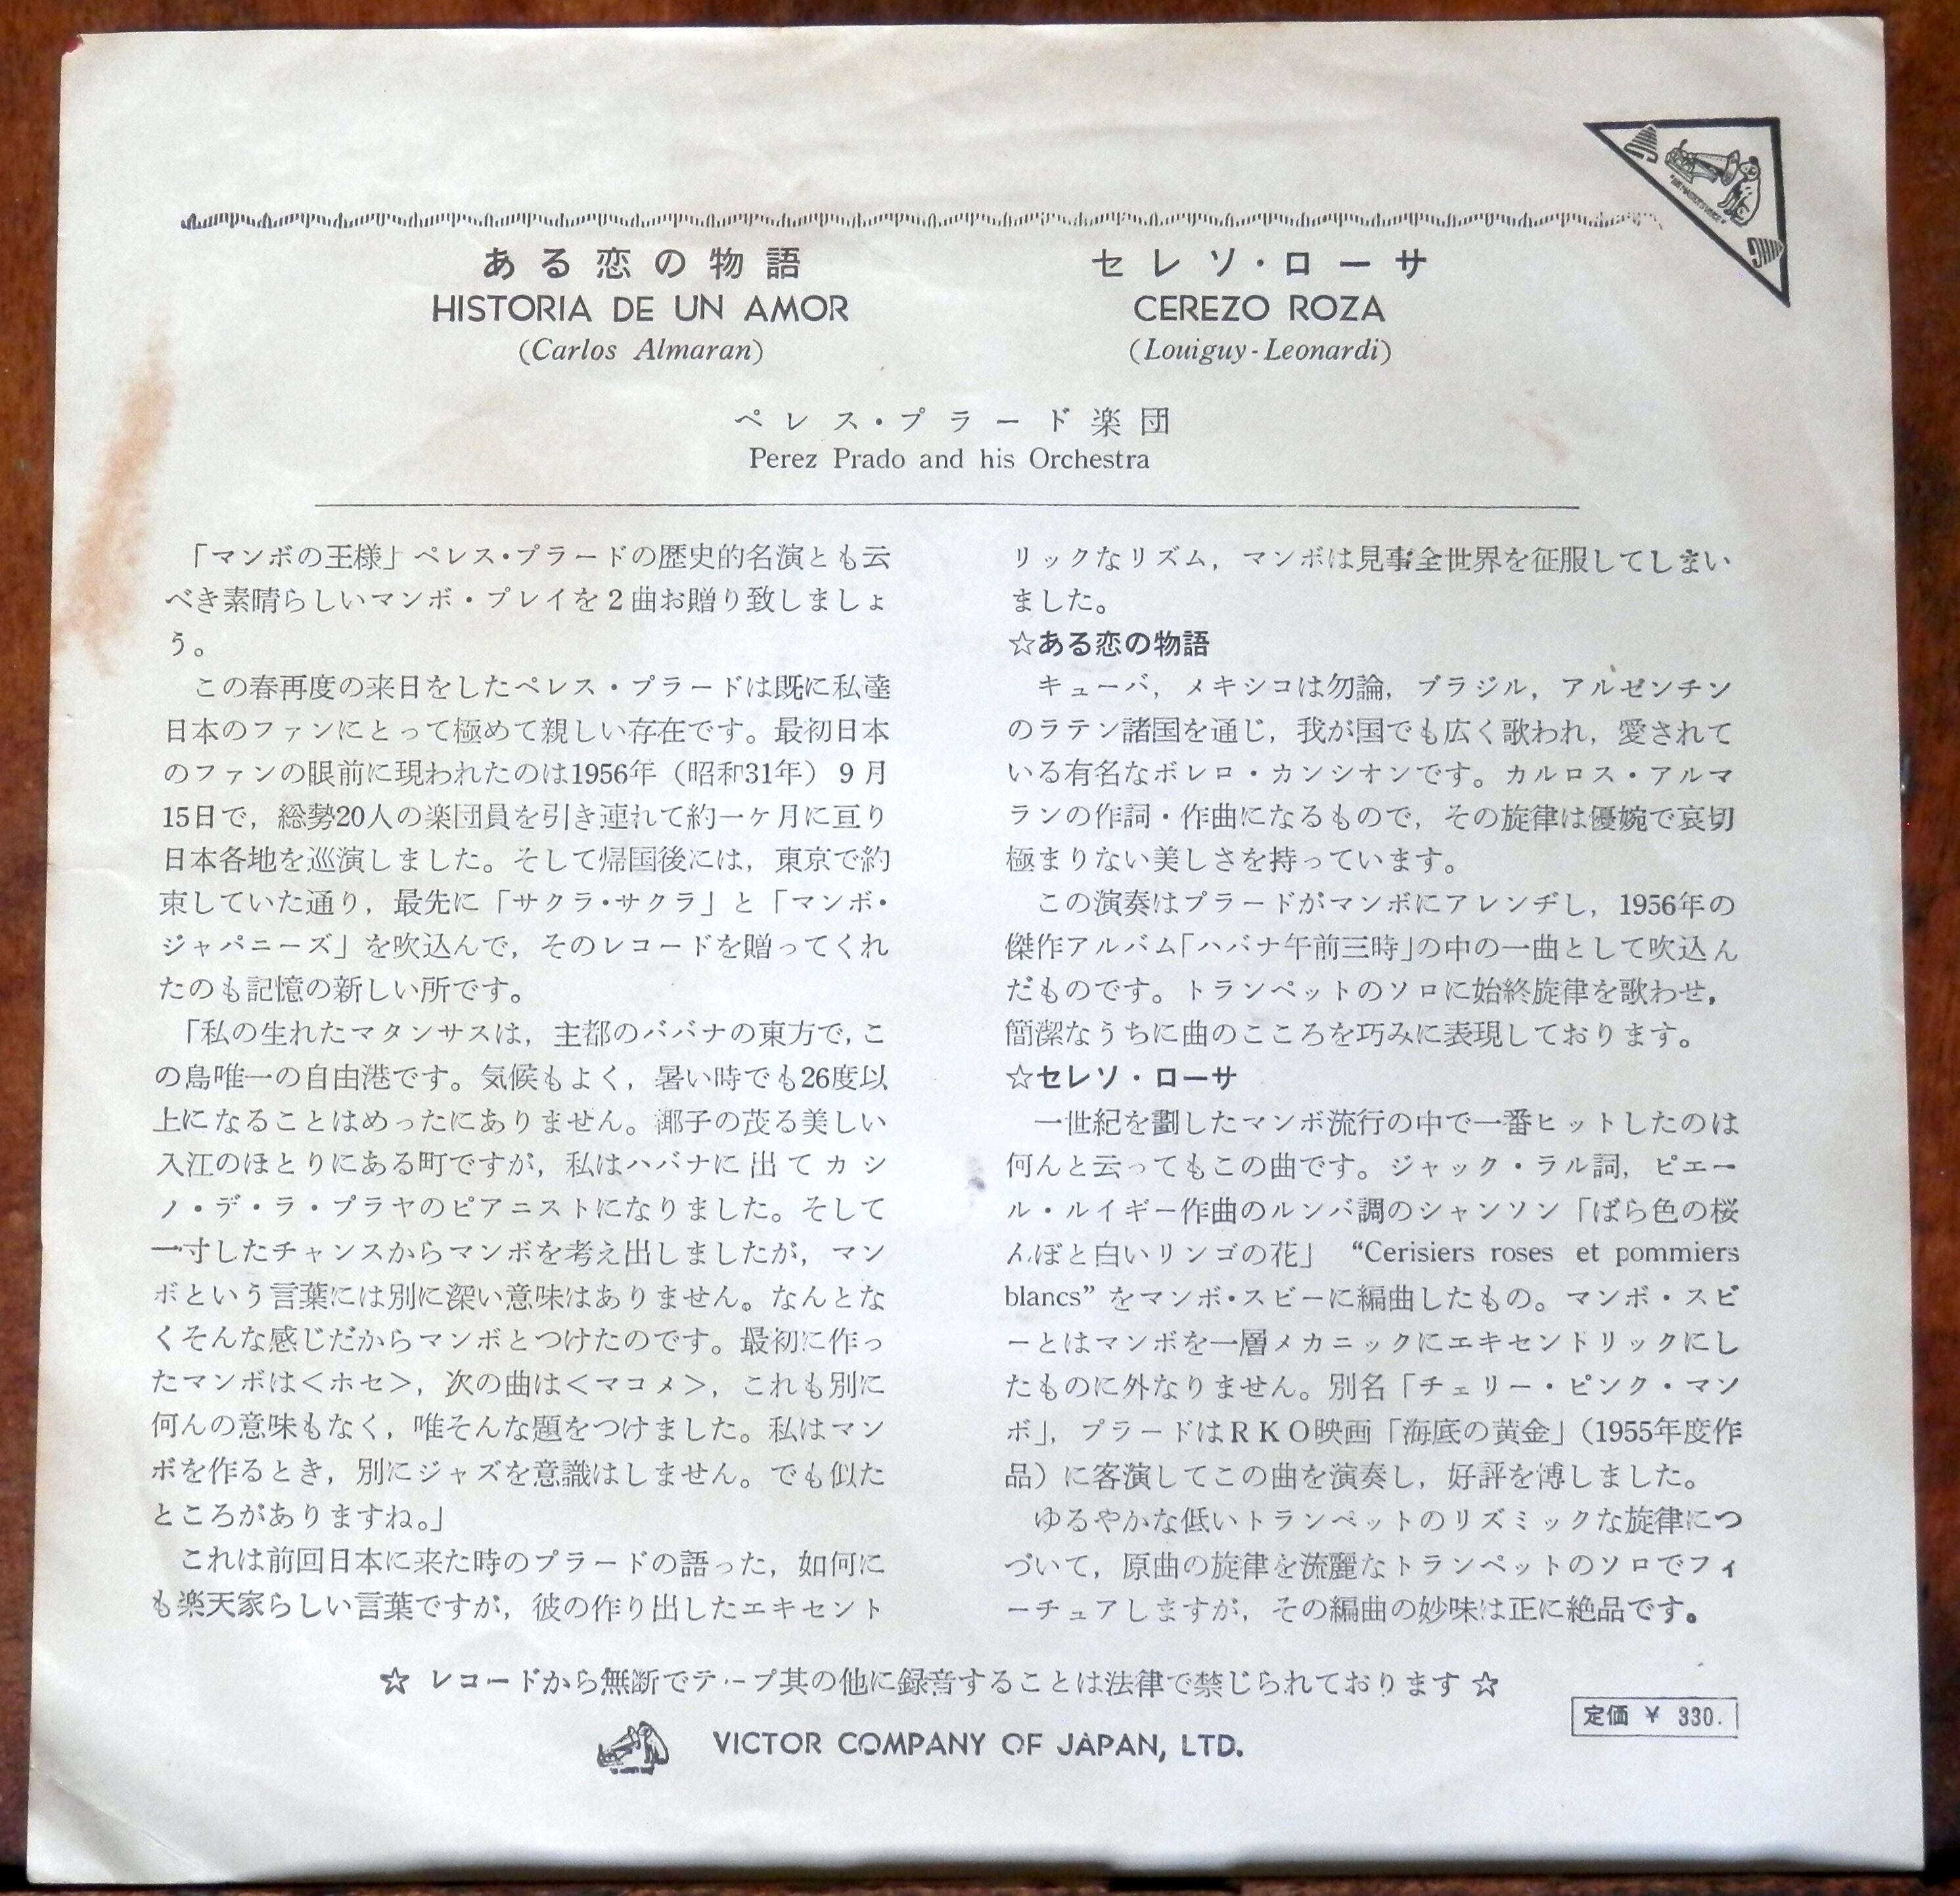 "HIS MASTER'S VOICE"
ある恋の物語
HISTORIA DE UN AMOR
(Carlos Almaran)
セレソ・ローサ
CEREZO ROZA
(Louiguy-Leonardi)
ペレス・プラード楽団
Perez Prado and his Orchestra
「マンボの王様」ペレス・プラードの歴史的名演とも云
べき素晴らしいマンボ・プレイを2曲お贈り致しましょ
う。
この春再度の来日をしたペレス・プラードは既に私達
日本のファンにとって極めて親しい存在です。最初日本
のファンの眼前に現われたのは1956年（昭和31年）9月
15日で，総勢20人の楽団員を引き連れて約一ヶ月に亘り
日本各地を巡演しました。そして帰国後には，東京で約
束していた通り，最先に「サクラ・サクラ」と「マンボ・
ジャパニーズ」を吹込んで，そのレコードを贈ってくれ
たのも記憶の新しい所です。
「私の生れたマタンサスは，主都のババナの東方で，こ
の島唯一の自由港です。気候もよく，暑い時でも26度以
上になることはめったにありません。椰子の茂る美しい
入江のほとりにある町ですが，私はハバナに出てカシ
ノ・デ・ラ・プラヤのピアニストになりました。そして
一寸したチャンスからマンボを考え出しましたが，マン
ボという言葉には別に深い意味はありません。なんとな
くそんな感じだからマンボとつけたのです。最初に作っ
たマンボは＜ホセ＞，次の曲は＜マコメ＞，これも別に
何んの意味もなく，唯そんな題をつけました。私はマン
ボを作るとき，別にジャズを意識はしません。でも似た
ところがありますね。」
これは前回日本に来た時のプラードの語った，如何に
も楽天家らしい言葉ですが，彼の作り出したエキセント
リックなリズム，マンボは見事全世界を征服してしまい
ました。
☆ある恋の物語
キューバ，メキシコは勿論，ブラジル，アルゼンチン
のラテン諸国を通じ，我が国でも広く歌われ，愛されて
いる有名なボレロ・カンシオンです。カルロス・アルマ
ランの作詞・作曲になるもので，その旋律は優婉で哀切
極まりない美しさを持っています。
この演奏はプラードがマンボにアレンヂし，1956年の
傑作アルバム「ハバナ午前三時」の中の一曲として吹込ん
だものです。トランペットのソロに始終旋律を歌わせ，
簡潔なうちに曲のこころを巧みに表現しております。
☆セレソ・ローサ
一世紀を劃したマンボ流行の中で一番ヒットしたのは
何んと云ってもこの曲です。ジャック・ラル詞，ピエー
ル・ルイギー作曲のルンバ調のシャンソン「ばら色の桜
んぼと白いリンゴの花」 “Cerisiers roses et pommiers
blancs” をマンボ・スビーに編曲したもの。マンボ・スビ
ーとはマンボを一層メカニックにエキセントリックにし
たものに外なりません。別名「チェリー・ピンク・マン
ボ」，プラードはＲＫＯ映画「海底の黄金」（1955年度作
品）に客演してこの曲を演奏し，好評を博しました。
ゆるやかな低いトランペットのリズミックな旋律につ
づいて，原曲の旋律を流麗なトランペットのソロでフィ
ーチュアしますが，その編曲の妙味は正に絶品です。
☆ レコードから無断でテープ其の他に録音することは法律で禁じられております ☆
定価 ¥ 330.
VICTOR COMPANY OF JAPAN, LTD.